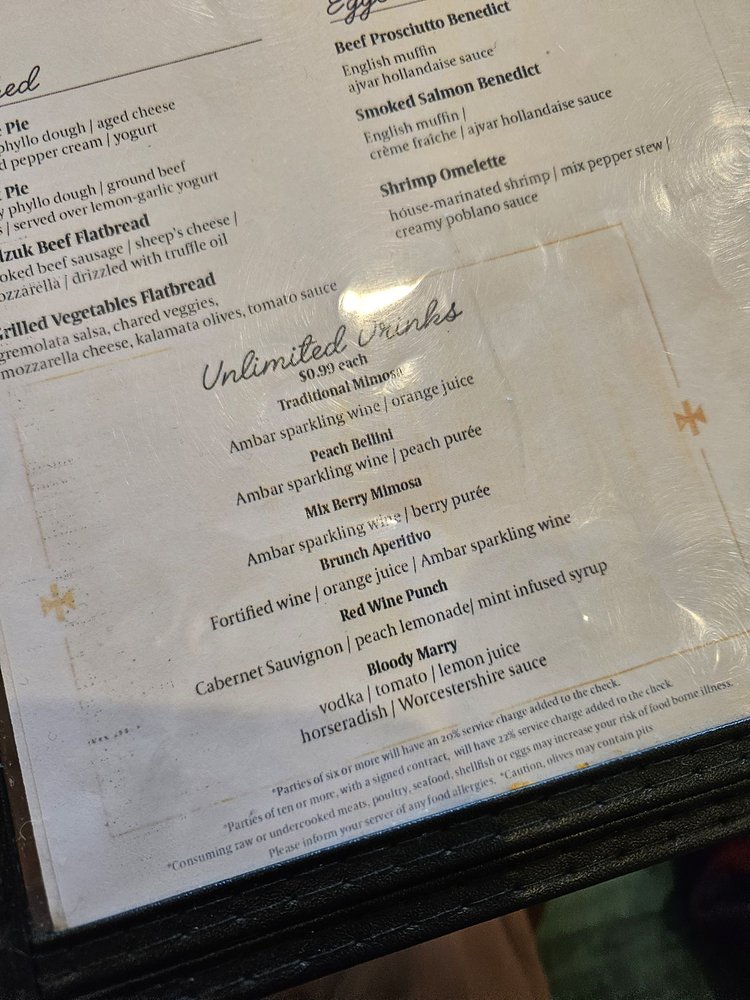 Pie
phyllo dough | aged cheese
pepper cream | yogurt
Pie
phyllo dough | ground beef
| served over lemon-garlic yogurt
Beef Flatbread
beef sausage / sheep's cheese |
drizzled with truffle oil
Grilled Vegetables Flatbread
gremolata salsa, chared veggies,
mozzarella cheese, kalamata olives, tomato sauce
Beef Prosciutto Benedict
English muffin
ajvar hollandaise sauce
Smoked Salmon Benedict
English muffin |
crème fraîche / ajvar hollandaise sauce
Shrimp Omelette
house-marinated shrimp | mix pepper stew |
creamy poblano sauce
Unlimited Drinks
$0.99 each
Traditional Mimosa
Ambar sparkling wine / orange juice
Peach Bellini
Ambar sparkling wine | peach purée
Mix Berry Mimosa
Ambar sparkling wine | berry purée
Brunch Aperitivo
Fortified wine | orange juice | Ambar sparkling wine
Red Wine Punch
Cabernet Sauvignon | peach lemonade/ mint infused syrup
Bloody Marry
vodka | tomato / lemon juice
horseradish / Worcestershire sauce
*Parties of six or more will have an 20% service charge added to the check.
*Parties of ten or more, with a signed contract, will have 22% service charge added to the check
*Consuming raw or undercooked meats, poultry, seafood, shellfish or eggs may increase your risk of food borne illness.
Please inform your server of any food allergies. *Caution, olives may contain pits